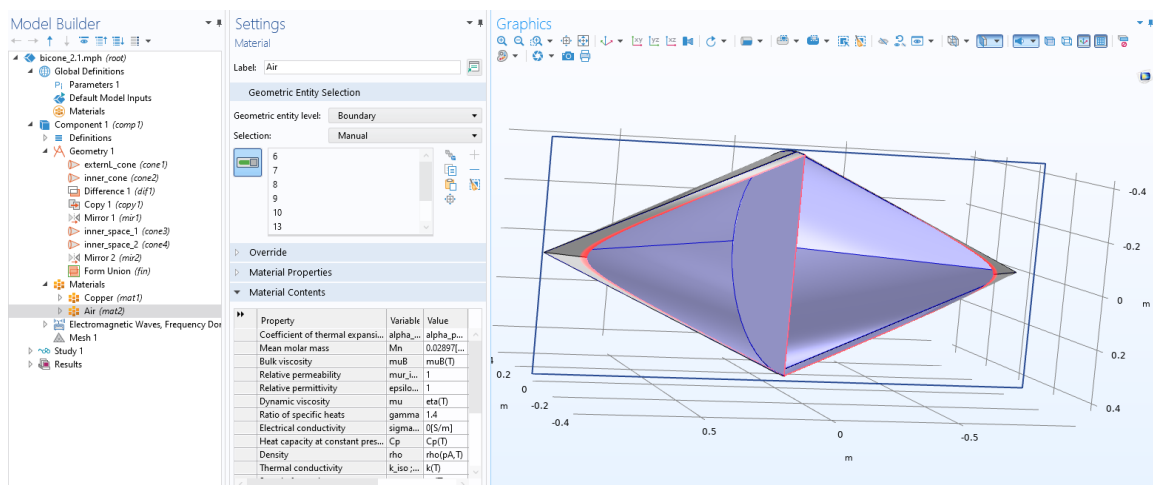 Model Builder
bicone_2.1.mph (root)
Global Definitions
Pi Parameters 1
Default Model Inputs
Materials
Component 1 (comp1)
Definitions
Geometry 1
externL_cone (cone1)
inner_cone (cone2)
Difference 1 (dif1)
Copy 1 (copy1)
Mirror 1 (mir1)
inner_space_1 (cone3)
inner_space_2 (cone4)
Mirror 2 (mir2)
Form Union (fin)
Materials
Copper (mat1)
Air (mat2)
Electromagnetic Waves, Frequency Dor
Mesh 1
Study 1
Results
Settings
Material
Label: Air
Geometric Entity Selection
Geometric entity level: Boundary
Selection: Manual
6
7
8
9
10
13
Override
Material Properties
Material Contents
Property Variable Value
Coefficient of thermal expansi... alpha_... alpha_p...
Mean molar mass Mn 0.02897[...
Bulk viscosity muB muB(T)
Relative permeability mur_i... 1
Relative permittivity epsilo... 1
Dynamic viscosity mu eta(T)
Ratio of specific heats gamma 1.4
Electrical conductivity sigma... 0[S/m]
Heat capacity at constant pres... Cp Cp(T)
Density rho rho(pA,T)
Thermal conductivity k_iso ;... k(T)
Graphics
xy yz xz
-0.4
-0.2
0 m
0.2
0.4
0.2
0
m -0.2
-0.4
0.5
0
-0.5
m